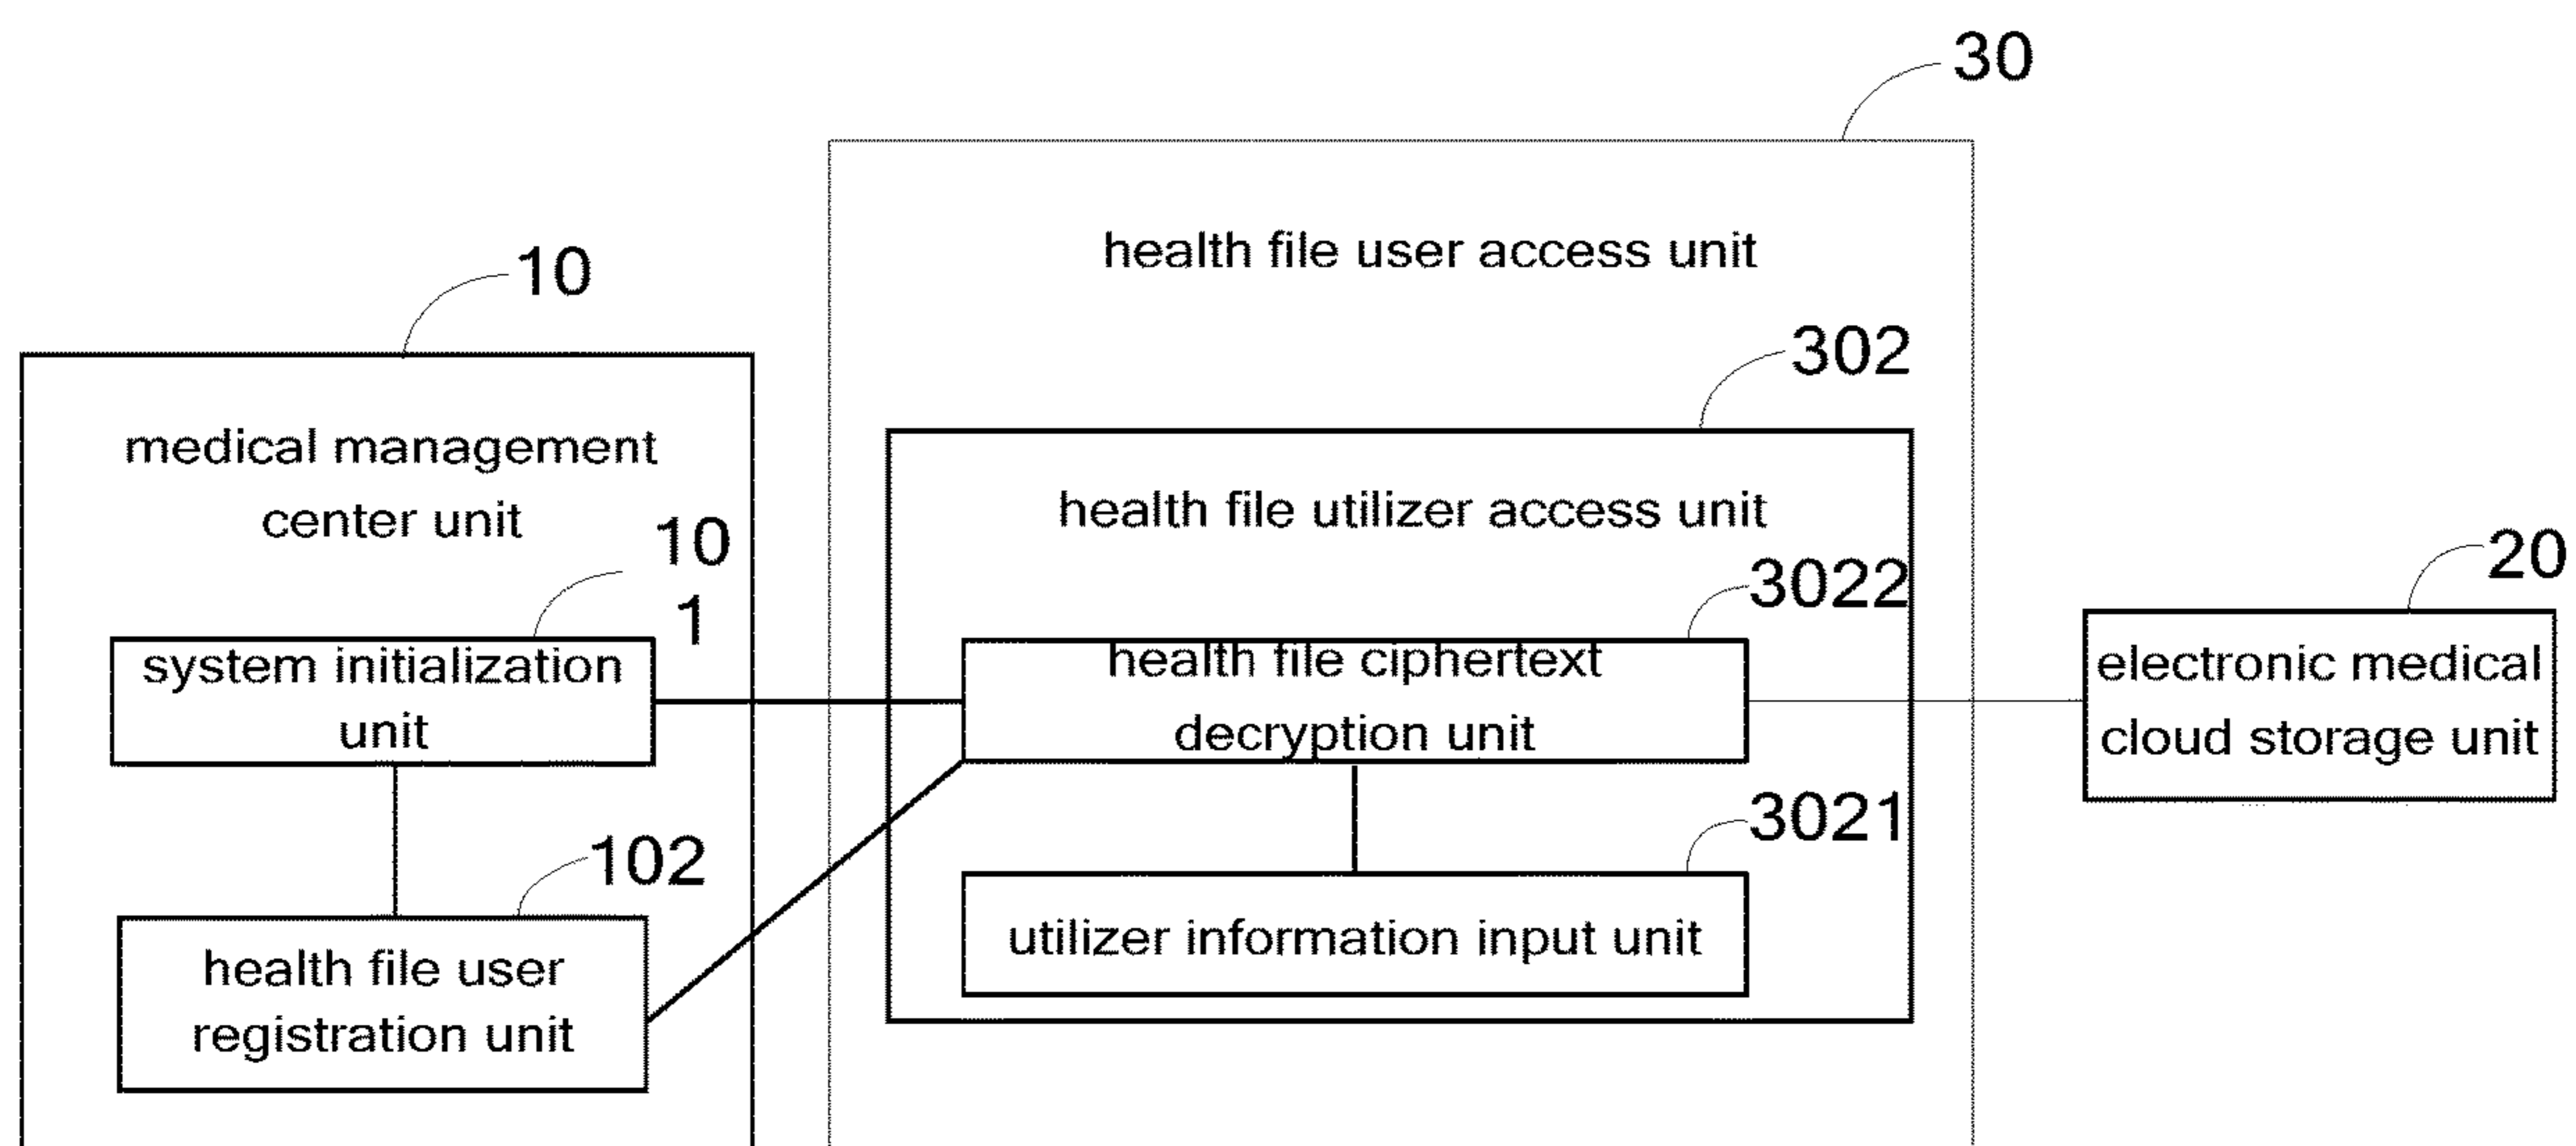 30
health file user access unit
10
302
medical management
center unit
health file utilizer access unit
10
1
3022
20
system initialization
unit
health file ciphertext
decryption unit
electronic medical
cloud storage unit
3021
102
utilizer information input unit
health file user
registration unit